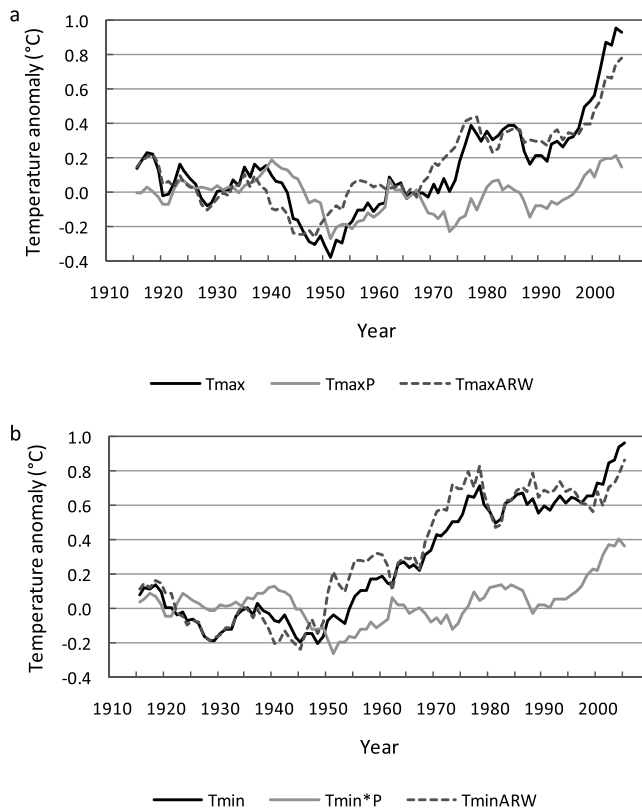 a
Temperature anomaly (°C)
1.0
0.8
0.6
0.4
0.2
0.0
-0.2
-0.4
1910 1920 1930 1940 1950 1960 1970 1980 1990 2000
Year
Tmax TmaxP TmaxARW
b
Temperature anomaly (°C)
1.0
0.8
0.6
0.4
0.2
0.0
-0.2
-0.4
1910 1920 1930 1940 1950 1960 1970 1980 1990 2000
Year
Tmin Tmin*P TminARW